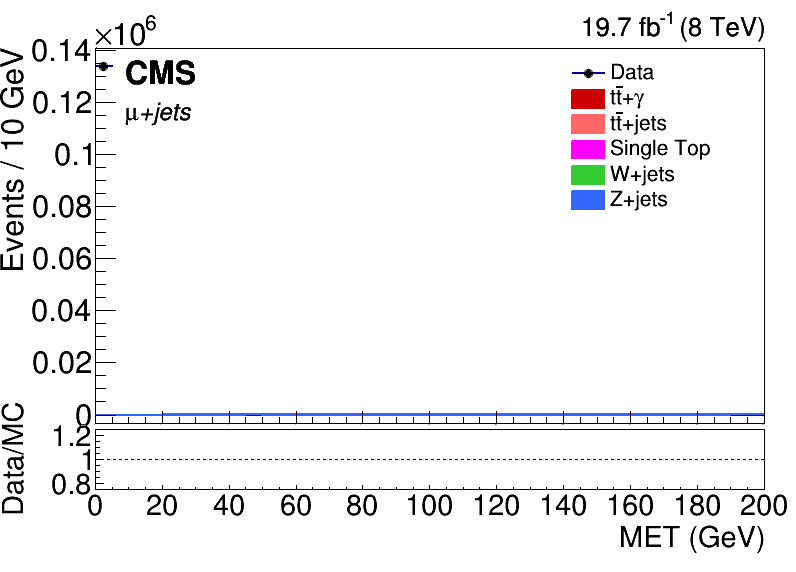 ×10⁶
19.7 fb⁻¹ (8 TeV)
CMS
μ+jets
Data
tt̄+γ
tt̄+jets
Single Top
W+jets
Z+jets
Events / 10 GeV
0.14
0.12
0.1
0.08
0.06
0.04
0.02
0
Data/MC
1.2
1
0.8
0 20 40 60 80 100 120 140 160 180 200
MET (GeV)